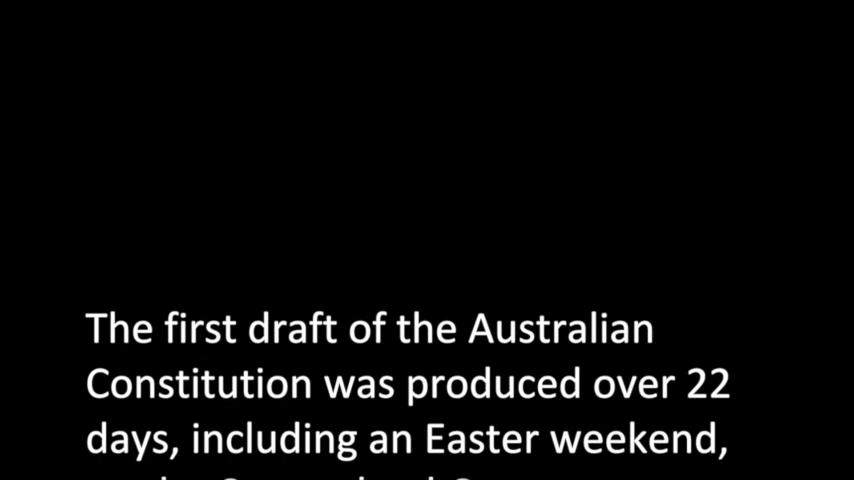 The first draft of the Australian
Constitution was produced over 22
days, including an Easter weekend,